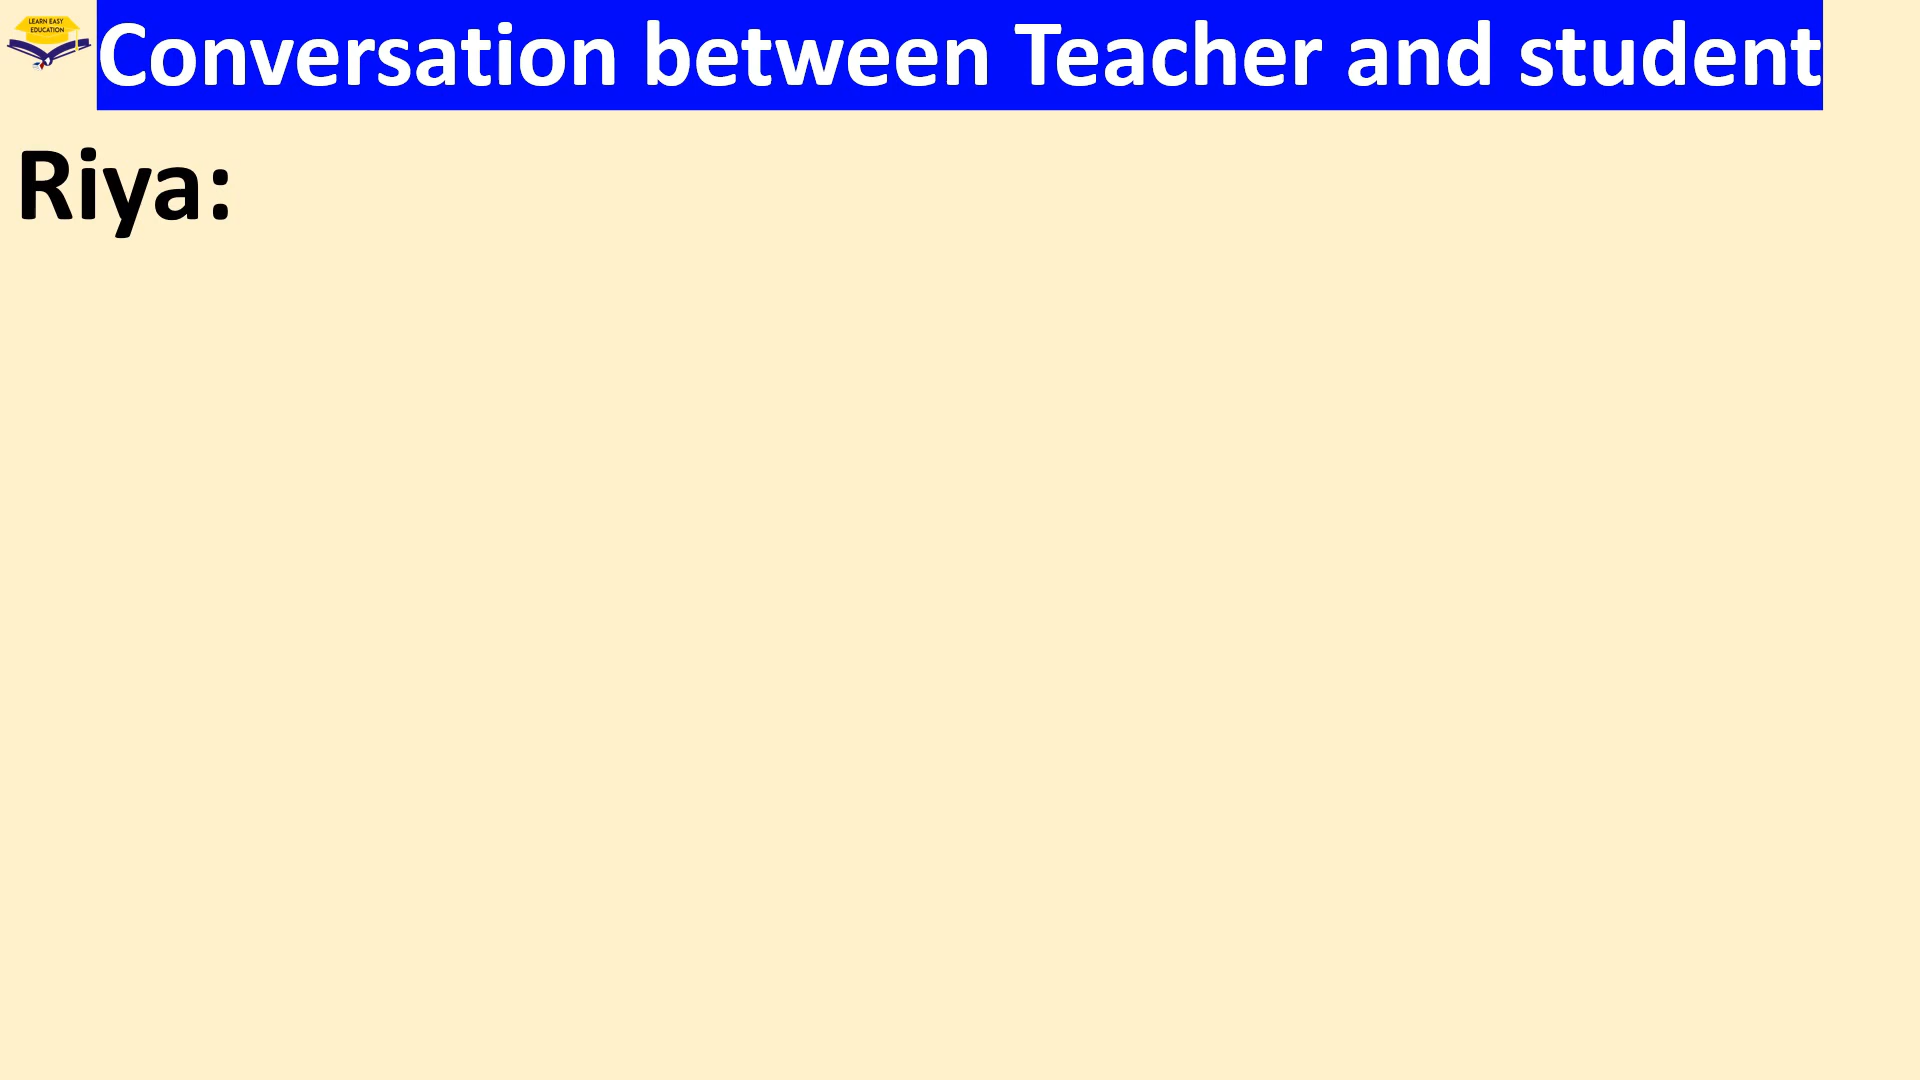 LEARN EASY
EDUCATION
Conversation between Teacher and student
Riya: